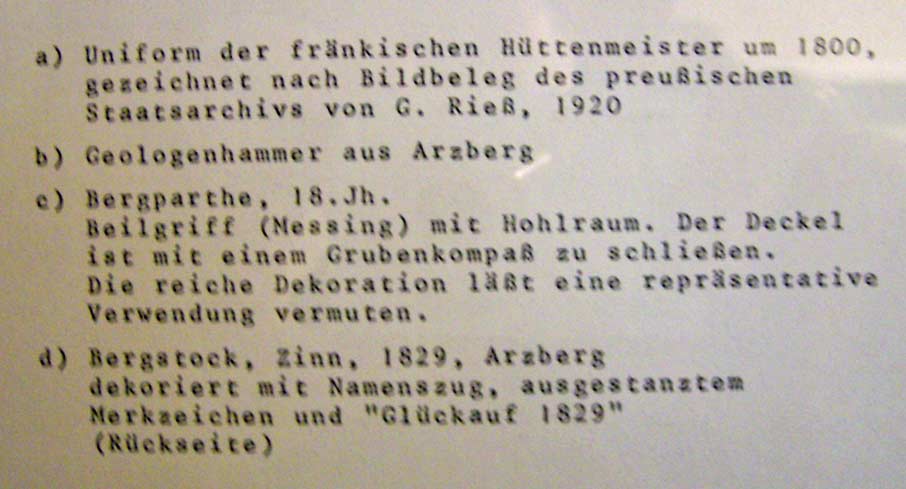 a) Uniform der fränkischen Hüttenmeister um 1800,
gezeichnet nach Bildbeleg des preußischen
Staatsarchivs von G. Rieß, 1920
b) Geologenhammer aus Arzberg
c) Bergparthe, 18.Jh.
Beilgriff (Messing) mit Hohlraum. Der Deckel
ist mit einem Grubenkompaß zu schließen.
Die reiche Dekoration läßt eine repräsentative
Verwendung vermuten.
d) Bergstock, Zinn, 1829, Arzberg
dekoriert mit Namenszug, ausgestanztem
Merkzeichen und "Glückauf 1829"
(Rückseite)